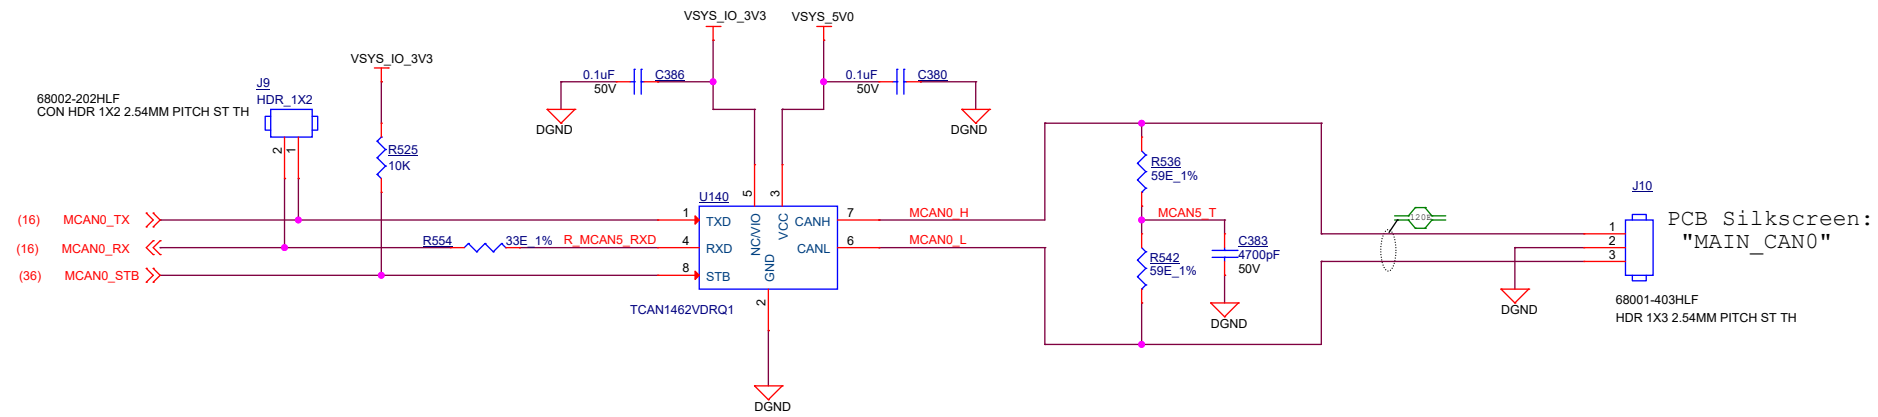 VSYS_IO_3V3
VSYS_5V0
VSYS_IO_3V3
0.1uF
C386
50V
DGND
0.1uF
C380
50V
DGND
J9
HDR_1X2
68002-202HLF
CON HDR 1X2 2.54MM PITCH ST TH
2
1
R525
10K
U140
5
3
(16)
MCAN0_TX
1
TXD
NC/VIO
VCC
CANH
7
MCAN0_H
(16)
MCAN0_RX
R554
33E_1%
R_MCAN5_RXD
4
RXD
CANL
6
MCAN0_L
(36)
MCAN0_STB
8
STB
GND
2
TCAN1462VDRQ1
DGND
R536
59E_1%
MCAN5_T
R542
59E_1%
C383
4700pF
50V
DGND
120E
J10
1
2
3
DGND
PCB Silkscreen:
"MAIN_CAN0"
68001-403HLF
HDR 1X3 2.54MM PITCH ST TH